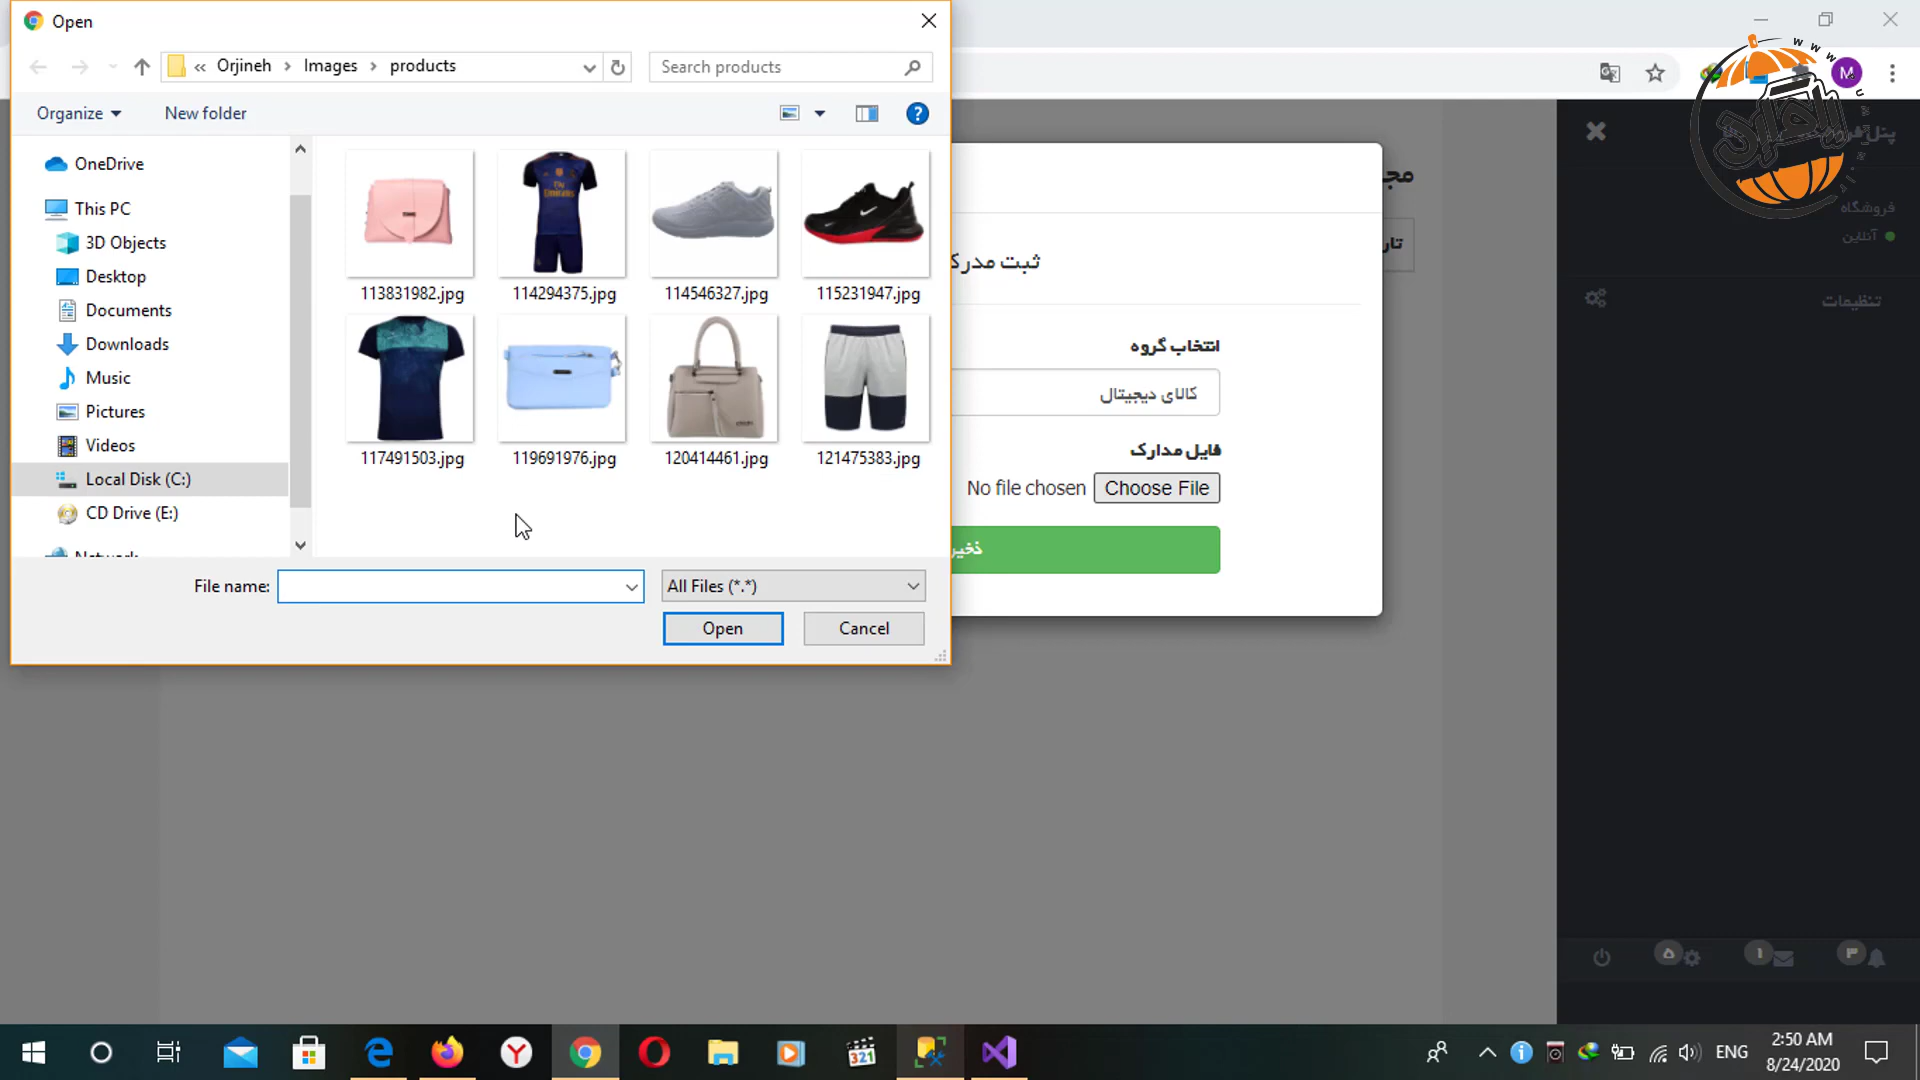 Open
« Orjineh › Images › products
Search products
Organize
New folder
OneDrive
This PC
3D Objects
Desktop
Documents
Downloads
Music
Pictures
Videos
Local Disk (C:)
CD Drive (E:)
113831982.jpg
114294375.jpg
114546327.jpg
115231947.jpg
117491503.jpg
119691976.jpg
120414461.jpg
121475383.jpg
File name:
All Files (*.*)
Open
Cancel
M
فروشگاه
آنلاین
تنظیمات
ثبت مدرک
انتخاب گروه
کالای دیجیتال
فایل مدارک
Choose File
No file chosen
321
ENG
2:50 AM
8/24/2020